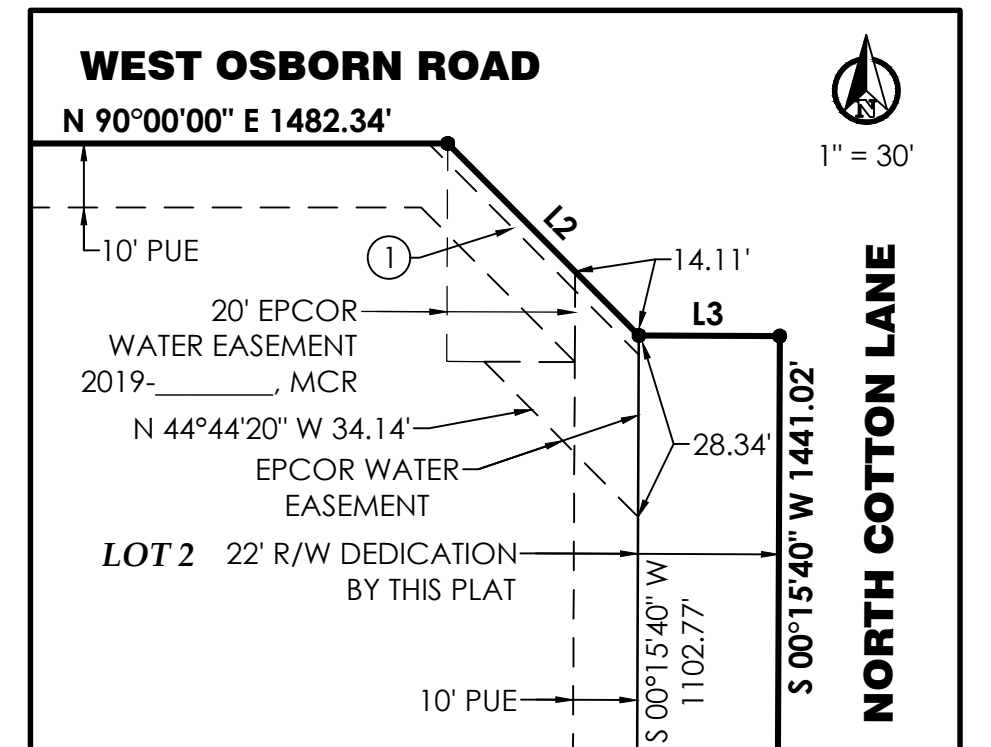 WEST OSBORN ROAD
N 90°00'00" E 1482.34'
N
1" = 30'
L2
1
10' PUE
14.11'
20' EPCOR
WATER EASEMENT
2019-________, MCR
L3
N 44°44'20" W 34.14'
28.34'
EPCOR WATER
EASEMENT
LOT 2
22' R/W DEDICATION
BY THIS PLAT
10' PUE
S 00°15'40" W
1102.77'
S 00°15'40" W 1441.02'
NORTH COTTON LANE